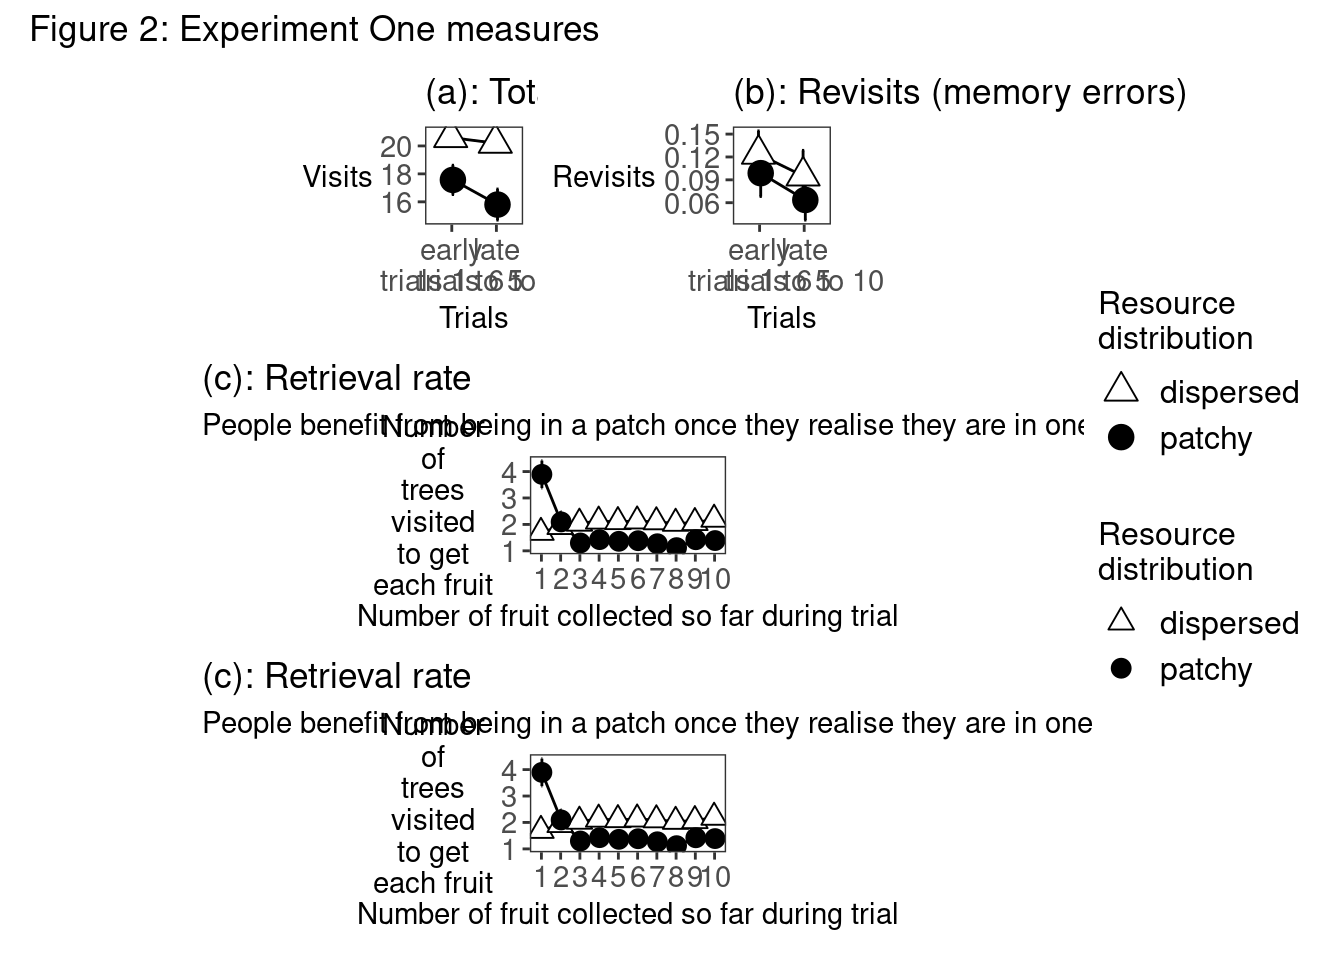 Figure 2: Experiment One measures
(a): Tot
(b): Revisits (memory errors)
Visits
20
18
16
early late
trials 1 to 5 trials 6 to
Trials
Revisits
0.15
0.12
0.09
0.06
early late
trials 1 to 5 trials 6 to 10
Trials
(c): Retrieval rate
People benefit from being in a patch once they realise they are in one
Number
of
trees
visited
to get
each fruit
4
3
2
1
1 2 3 4 5 6 7 8 9 10
Number of fruit collected so far during trial
(c): Retrieval rate
People benefit from being in a patch once they realise they are in one
Number
of
trees
visited
to get
each fruit
4
3
2
1
1 2 3 4 5 6 7 8 9 10
Number of fruit collected so far during trial
Resource
distribution
dispersed
patchy
Resource
distribution
dispersed
patchy